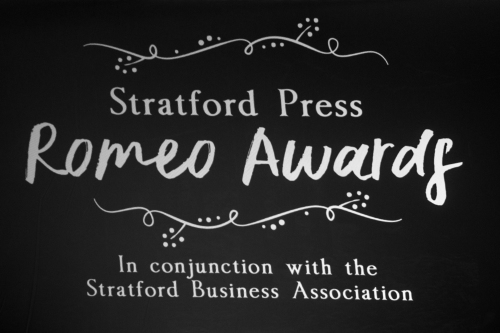 Stratford Press
Romeo Awards
In conjunction with the
Stratford Business Association